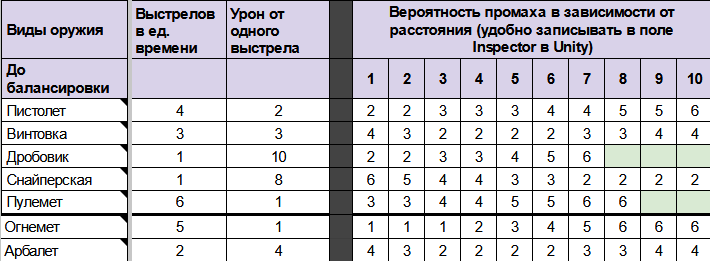 Виды оружия Выстрелов в ед. времени Урон от одного выстрела Вероятность промаха в зависимости от расстояния (удобно записывать в поле Inspector в Unity)
До балансировки 1 2 3 4 5 6 7 8 9 10
Пистолет 4 2 2 2 3 3 3 4 4 5 5 6
Винтовка 3 3 4 3 2 2 2 2 3 3 4 4
Дробовик 1 10 2 2 3 3 4 5 6
Снайперская 1 8 6 5 4 4 3 3 2 2 2 2
Пулемет 6 1 3 3 4 4 5 5 6 6
Огнемет 5 1 1 1 1 2 3 4 5 6 6 6
Арбалет 2 4 4 3 2 2 2 2 3 3 4 4